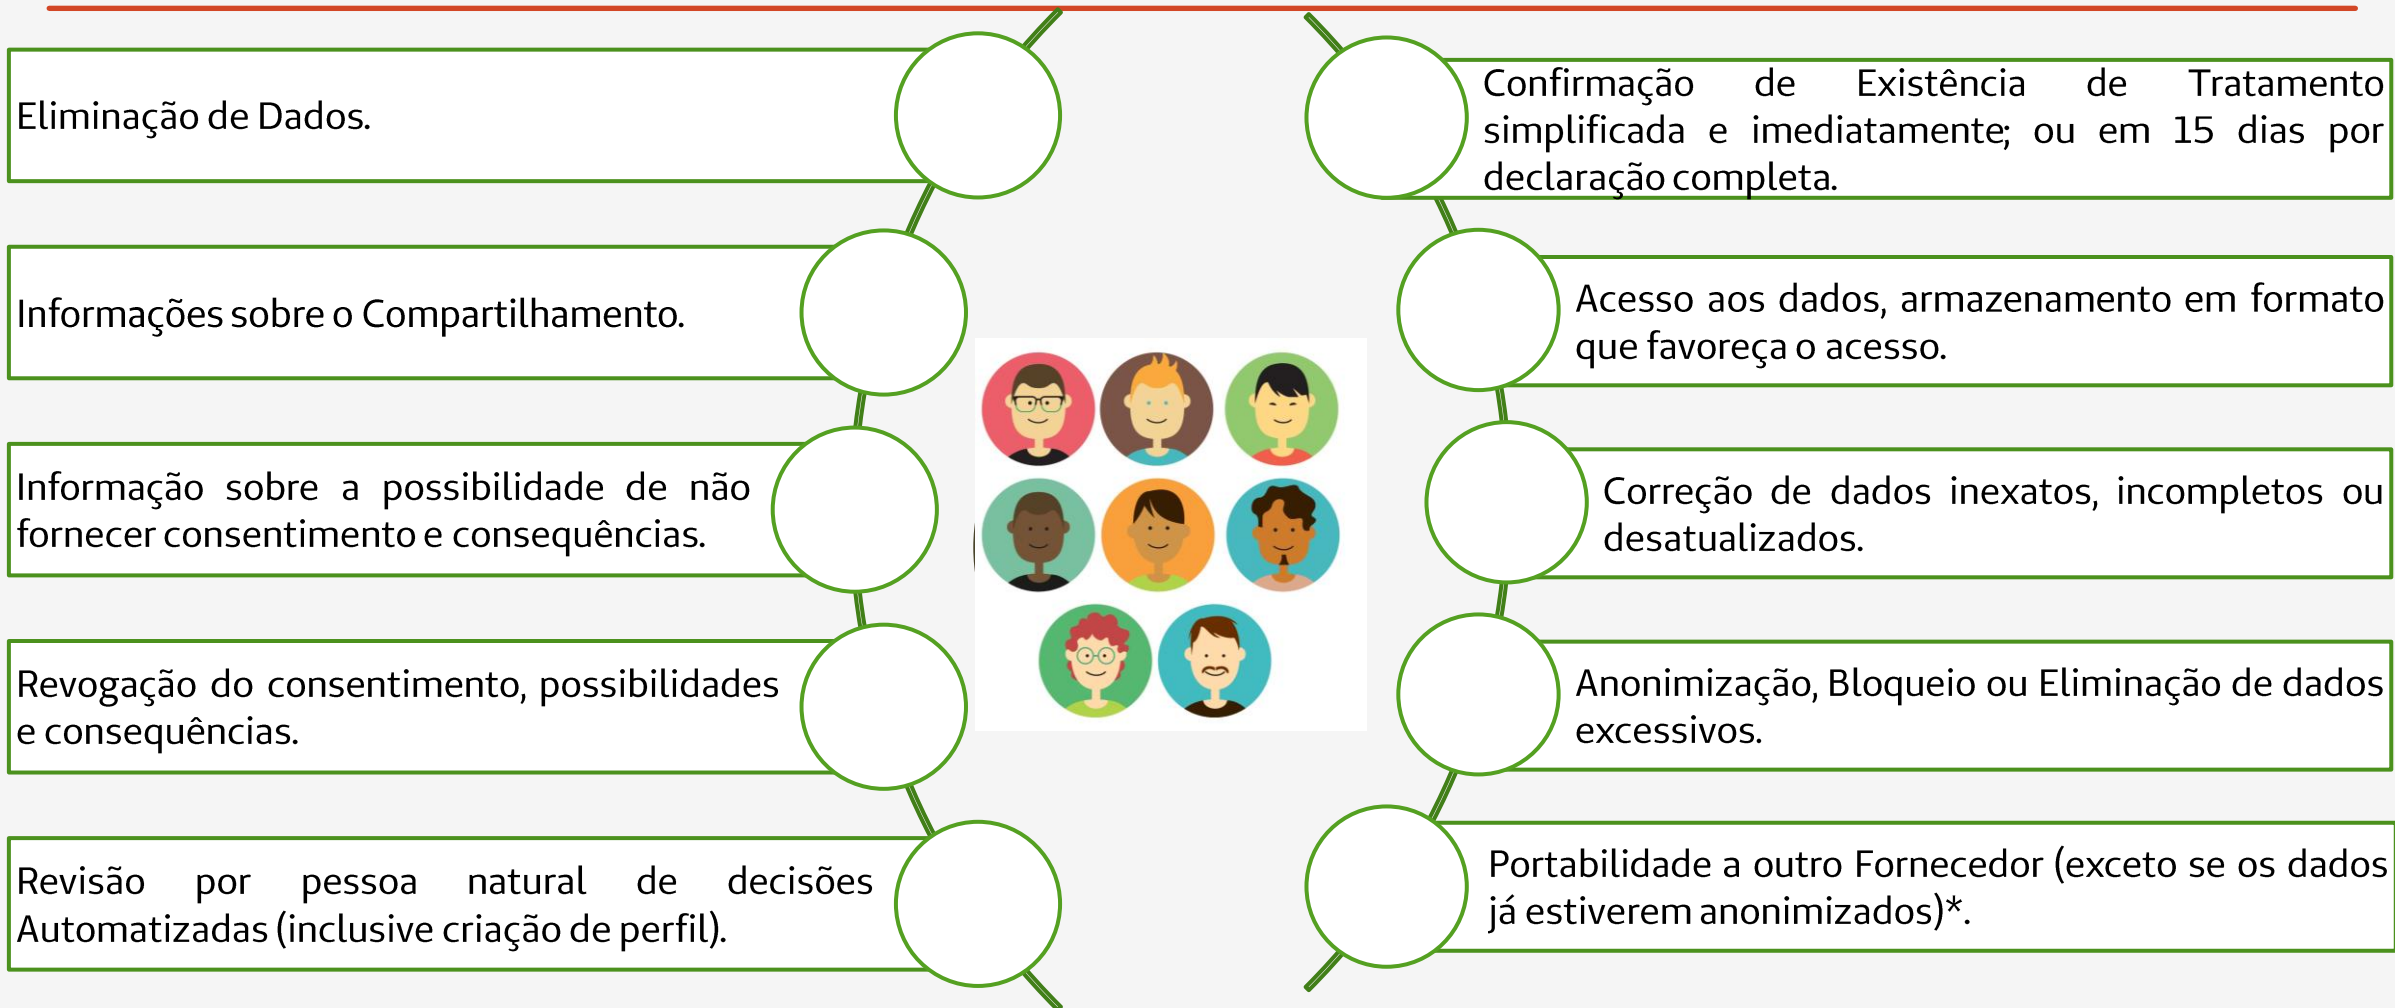 Eliminação de Dados.
Informações sobre o Compartilhamento.
Informação sobre a possibilidade de não
fornecer consentimento e consequências.
Revogação do consentimento, possibilidades
e consequências.
Revisão por pessoa natural de decisões
Automatizadas (inclusive criação de perfil).
Confirmação de Existência de Tratamento
simplificada e imediatamente; ou em 15 dias por
declaração completa.
Acesso aos dados, armazenamento em formato
que favoreça o acesso.
Correção de dados inexatos, incompletos ou
desatualizados.
Anonimização, Bloqueio ou Eliminação de dados
excessivos.
Portabilidade a outro Fornecedor (exceto se os dados
já estiverem anonimizados)*.